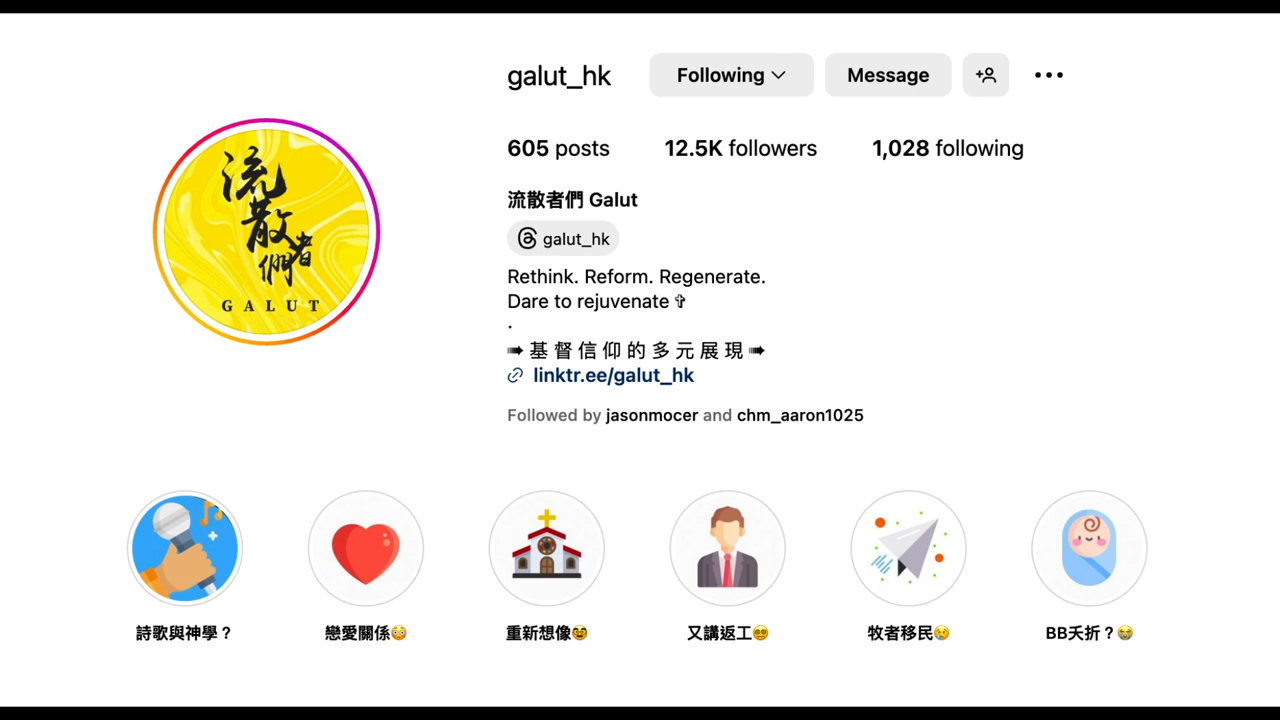 galut_hk
Following
Message
605 posts
12.5K followers
1,028 following
流散者們
GALUT
流散者們 Galut
galut_hk
Rethink. Reform. Regenerate.
Dare to rejuvenate ✞
.
➠ 基 督 信 仰 的 多 元 展 現 ➠
linktr.ee/galut_hk
Followed by jasonmocer and chm_aaron1025
詩歌與神學？
戀愛關係😳
重新想像🤩
又講返工😵‍💫
牧者移民😢
BB夭折？😭